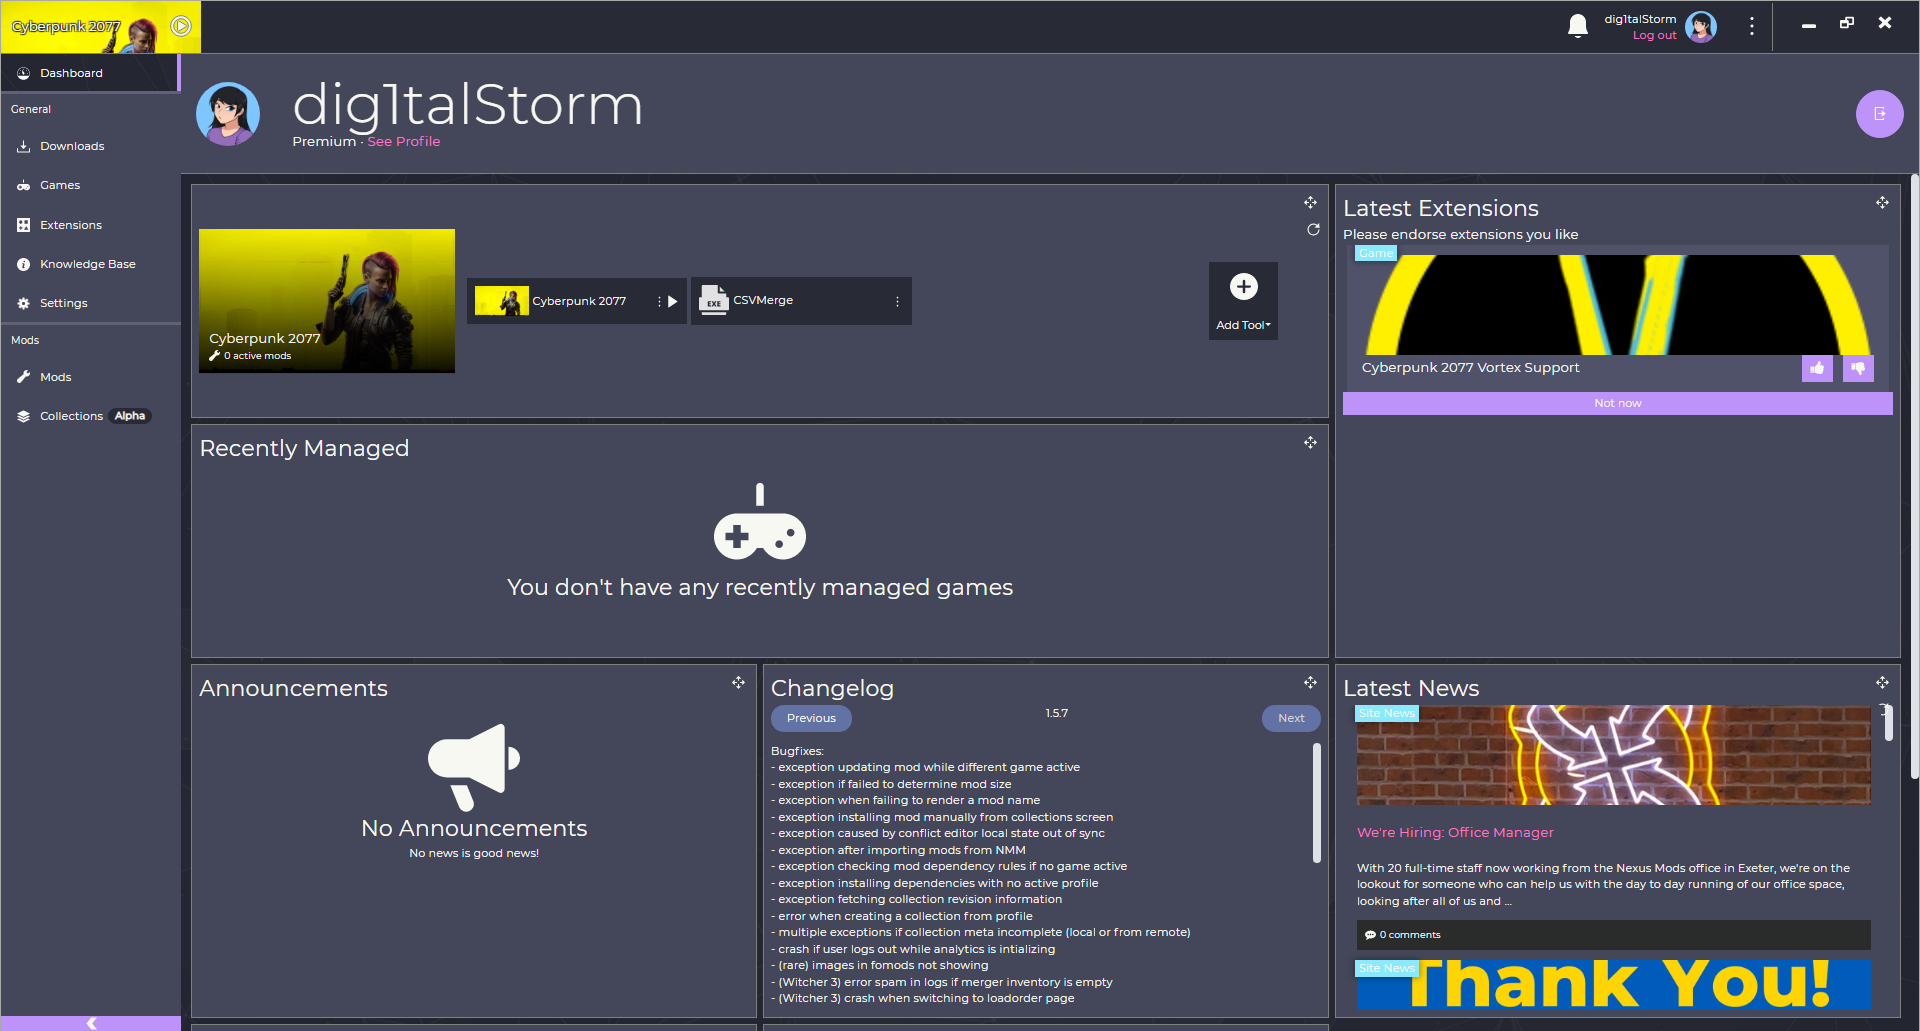 Cyberpunk 2077
dig1talStorm
Log out
Dashboard
General
Downloads
Games
Extensions
Knowledge Base
Settings
Mods
Mods
Collections Alpha
dig1talStorm
Premium · See Profile
Cyberpunk 2077
0 active mods
Cyberpunk 2077
EXE
CSVMerge
Add Tool
Latest Extensions
Please endorse extensions you like
Game
Cyberpunk 2077 Vortex Support
Not now
Recently Managed
You don't have any recently managed games
Announcements
No Announcements
No news is good news!
Changelog
Previous
1.5.7
Next
Bugfixes:
- exception updating mod while different game active
- exception if failed to determine mod size
- exception when failing to render a mod name
- exception installing mod manually from collections screen
- exception caused by conflict editor local state out of sync
- exception after importing mods from NMM
- exception checking mod dependency rules if no game active
- exception installing dependencies with no active profile
- exception fetching collection revision information
- error when creating a collection from profile
- multiple exceptions if collection meta incomplete (local or from remote)
- crash if user logs out while analytics is intializing
- (rare) images in fomods not showing
- (Witcher 3) error spam in logs if merger inventory is empty
- (Witcher 3) crash when switching to loadorder page
Latest News
Site News
We're Hiring: Office Manager
With 20 full-time staff now working from the Nexus Mods office in Exeter, we're on the
lookout for someone who can help us with the day to day running of our office space,
looking after all of us and ...
0 comments
Site News
Thank You!